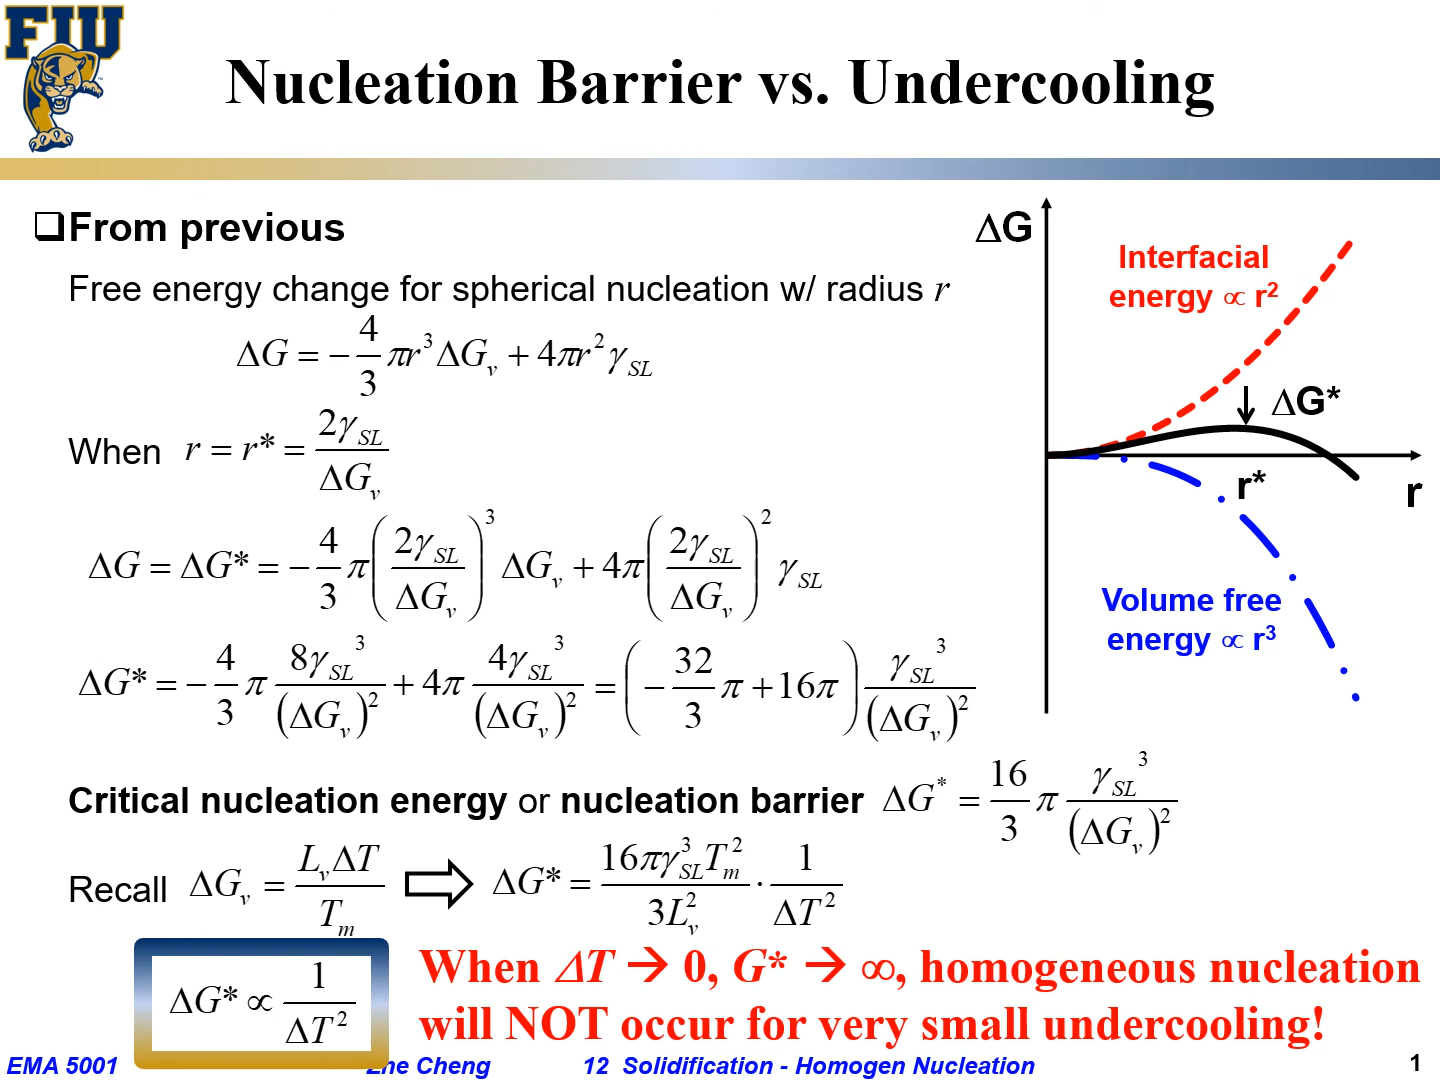 FIU
Nucleation Barrier vs. Undercooling
❑From previous
Free energy change for spherical nucleation w/ radius r
ΔG = −4/3 πr³ΔG_v + 4πr²γ_SL
When r = r* = 2γ_SL/ΔG_v
ΔG = ΔG* = −4/3 π(2γ_SL/ΔG_v)³ ΔG_v + 4π(2γ_SL/ΔG_v)² γ_SL
ΔG* = −4/3 π 8γ_SL³/(ΔG_v)² + 4π 4γ_SL³/(ΔG_v)² = (−32/3 π + 16π) γ_SL³/(ΔG_v)²
Critical nucleation energy or nucleation barrier ΔG* = 16/3 π γ_SL³/(ΔG_v)²
Recall ΔG_v = L_vΔT/T_m ⇨ ΔG* = 16πγ_SL³T_m²/3L_v² · 1/ΔT²
ΔG* ∝ 1/ΔT²
When ΔT → 0, G* → ∞, homogeneous nucleation
will NOT occur for very small undercooling!
ΔG
Interfacial
energy ∝ r²
ΔG*
r*
r
Volume free
energy ∝ r³
EMA 5001 Zhe Cheng 12 Solidification - Homogen Nucleation 1